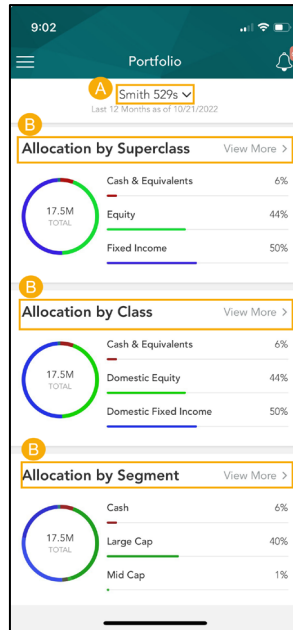 9:02
Portfolio
A
Smith 529s
Last 12 Months as of 10/21/2022
B
Allocation by Superclass View More >
Cash & Equivalents 6%
17.5M
TOTAL
Equity 44%
Fixed Income 50%
B
Allocation by Class View More >
Cash & Equivalents 6%
17.5M
TOTAL
Domestic Equity 44%
Domestic Fixed Income 50%
B
Allocation by Segment View More >
Cash 6%
17.5M
TOTAL
Large Cap 40%
Mid Cap 1%